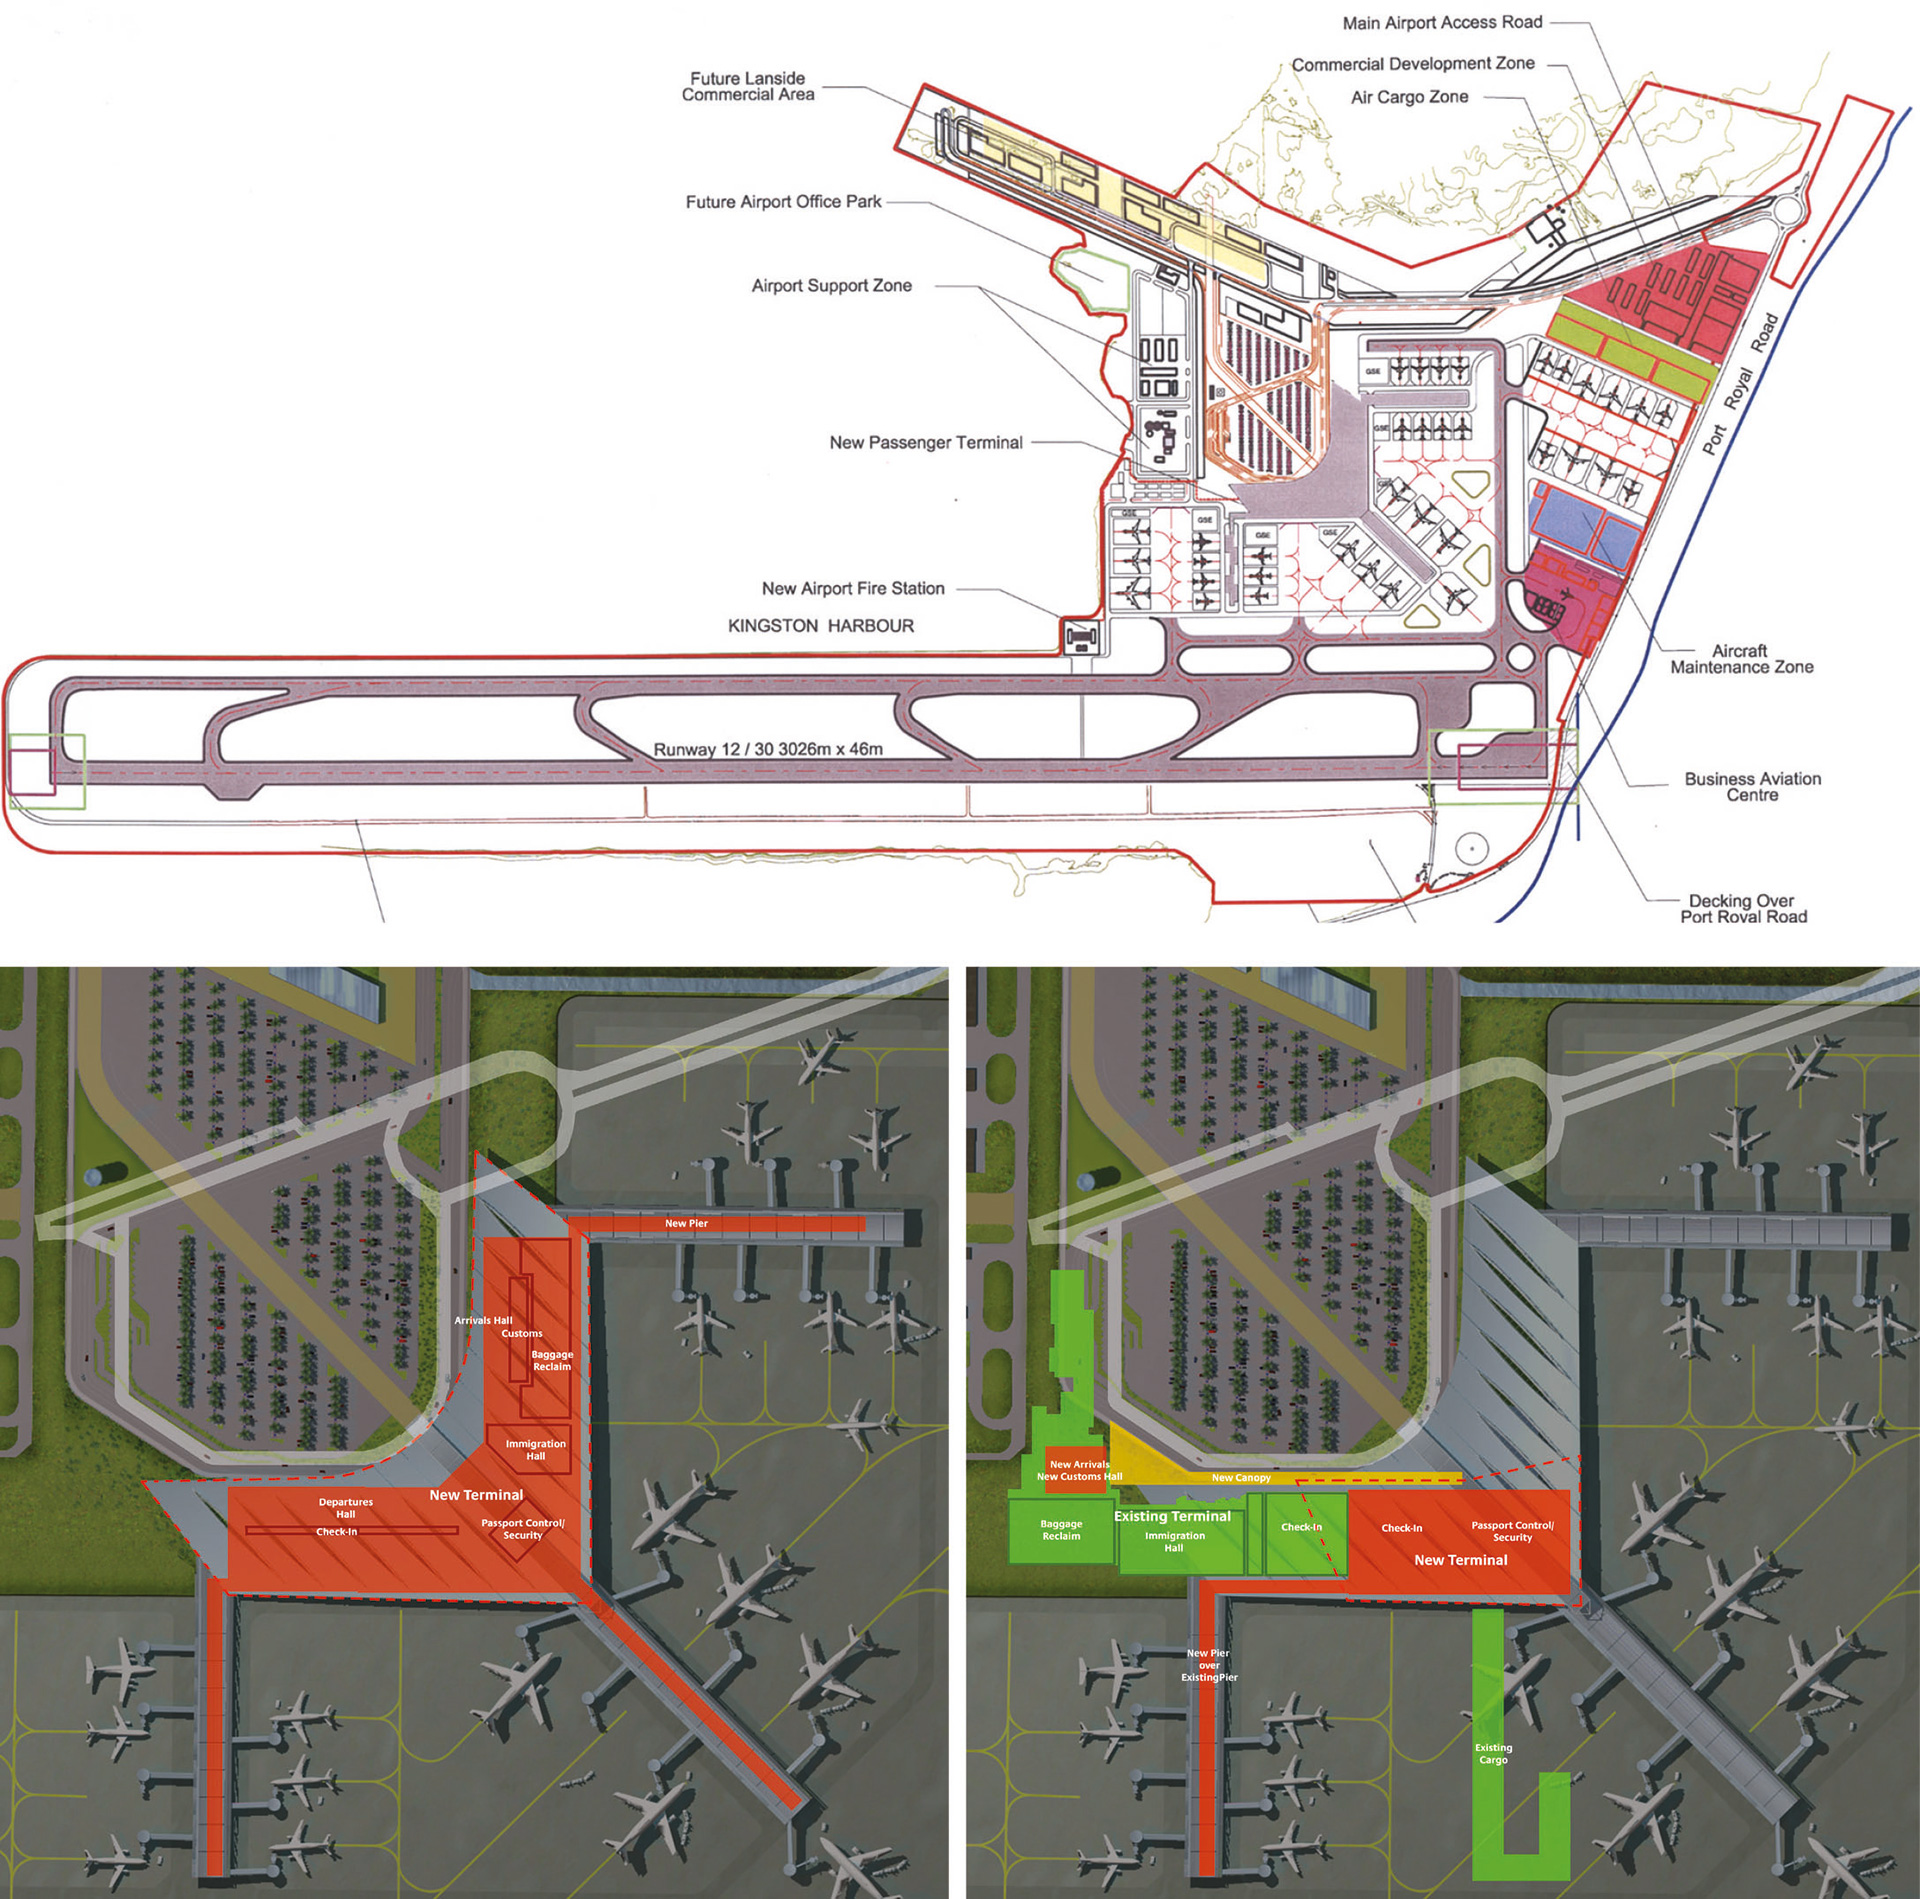 Main Airport Access Road
Commercial Development Zone
Air Cargo Zone
Future Lanside
Commercial Area
Future Airport Office Park
Airport Support Zone
New Passenger Terminal
New Airport Fire Station
KINGSTON HARBOUR
Runway 12 / 30 3026m x 46m
Port Royal Road
GSE
GSE
GSE
GSE
GSE
GSE
GSE
Aircraft
Maintenance Zone
Business Aviation
Centre
Decking Over
Port Roval Road
New Pier
Arrivals Hall
Customs
Baggage
Reclaim
Immigration
Hall
New Terminal
Departures
Hall
Check-In
Passport Control/
Security
New Arrivals
New Customs Hall
New Canopy
Existing Terminal
Baggage
Reclaim
Immigration
Hall
Check-In
Check-In
Passport Control/
Security
New Terminal
New Pier
over
ExistingPier
Existing
Cargo